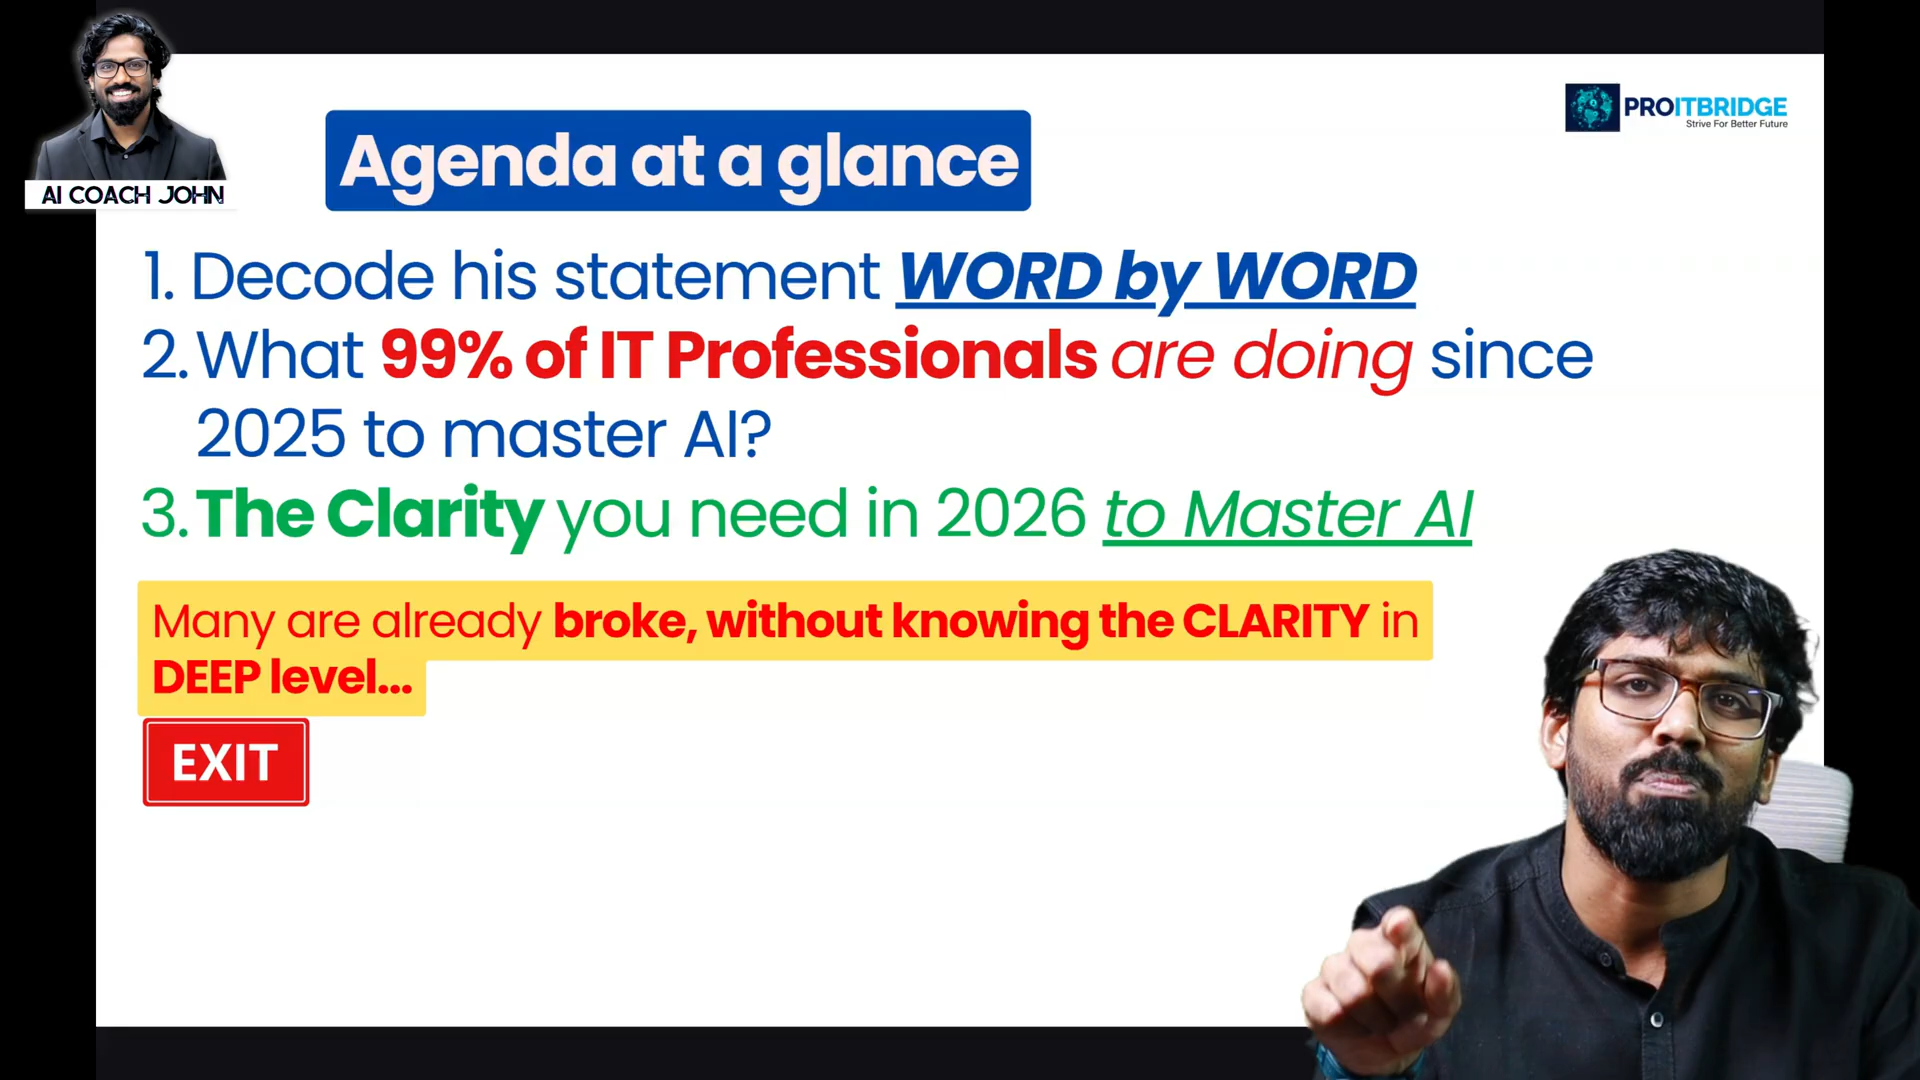 AI COACH JOHN
PROITBRIDGE
Strive For Better Future
Agenda at a glance
1. Decode his statement WORD by WORD
2. What 99% of IT Professionals are doing since
2025 to master AI?
3. The Clarity you need in 2026 to Master AI
Many are already broke, without knowing the CLARITY in
DEEP level...
EXIT